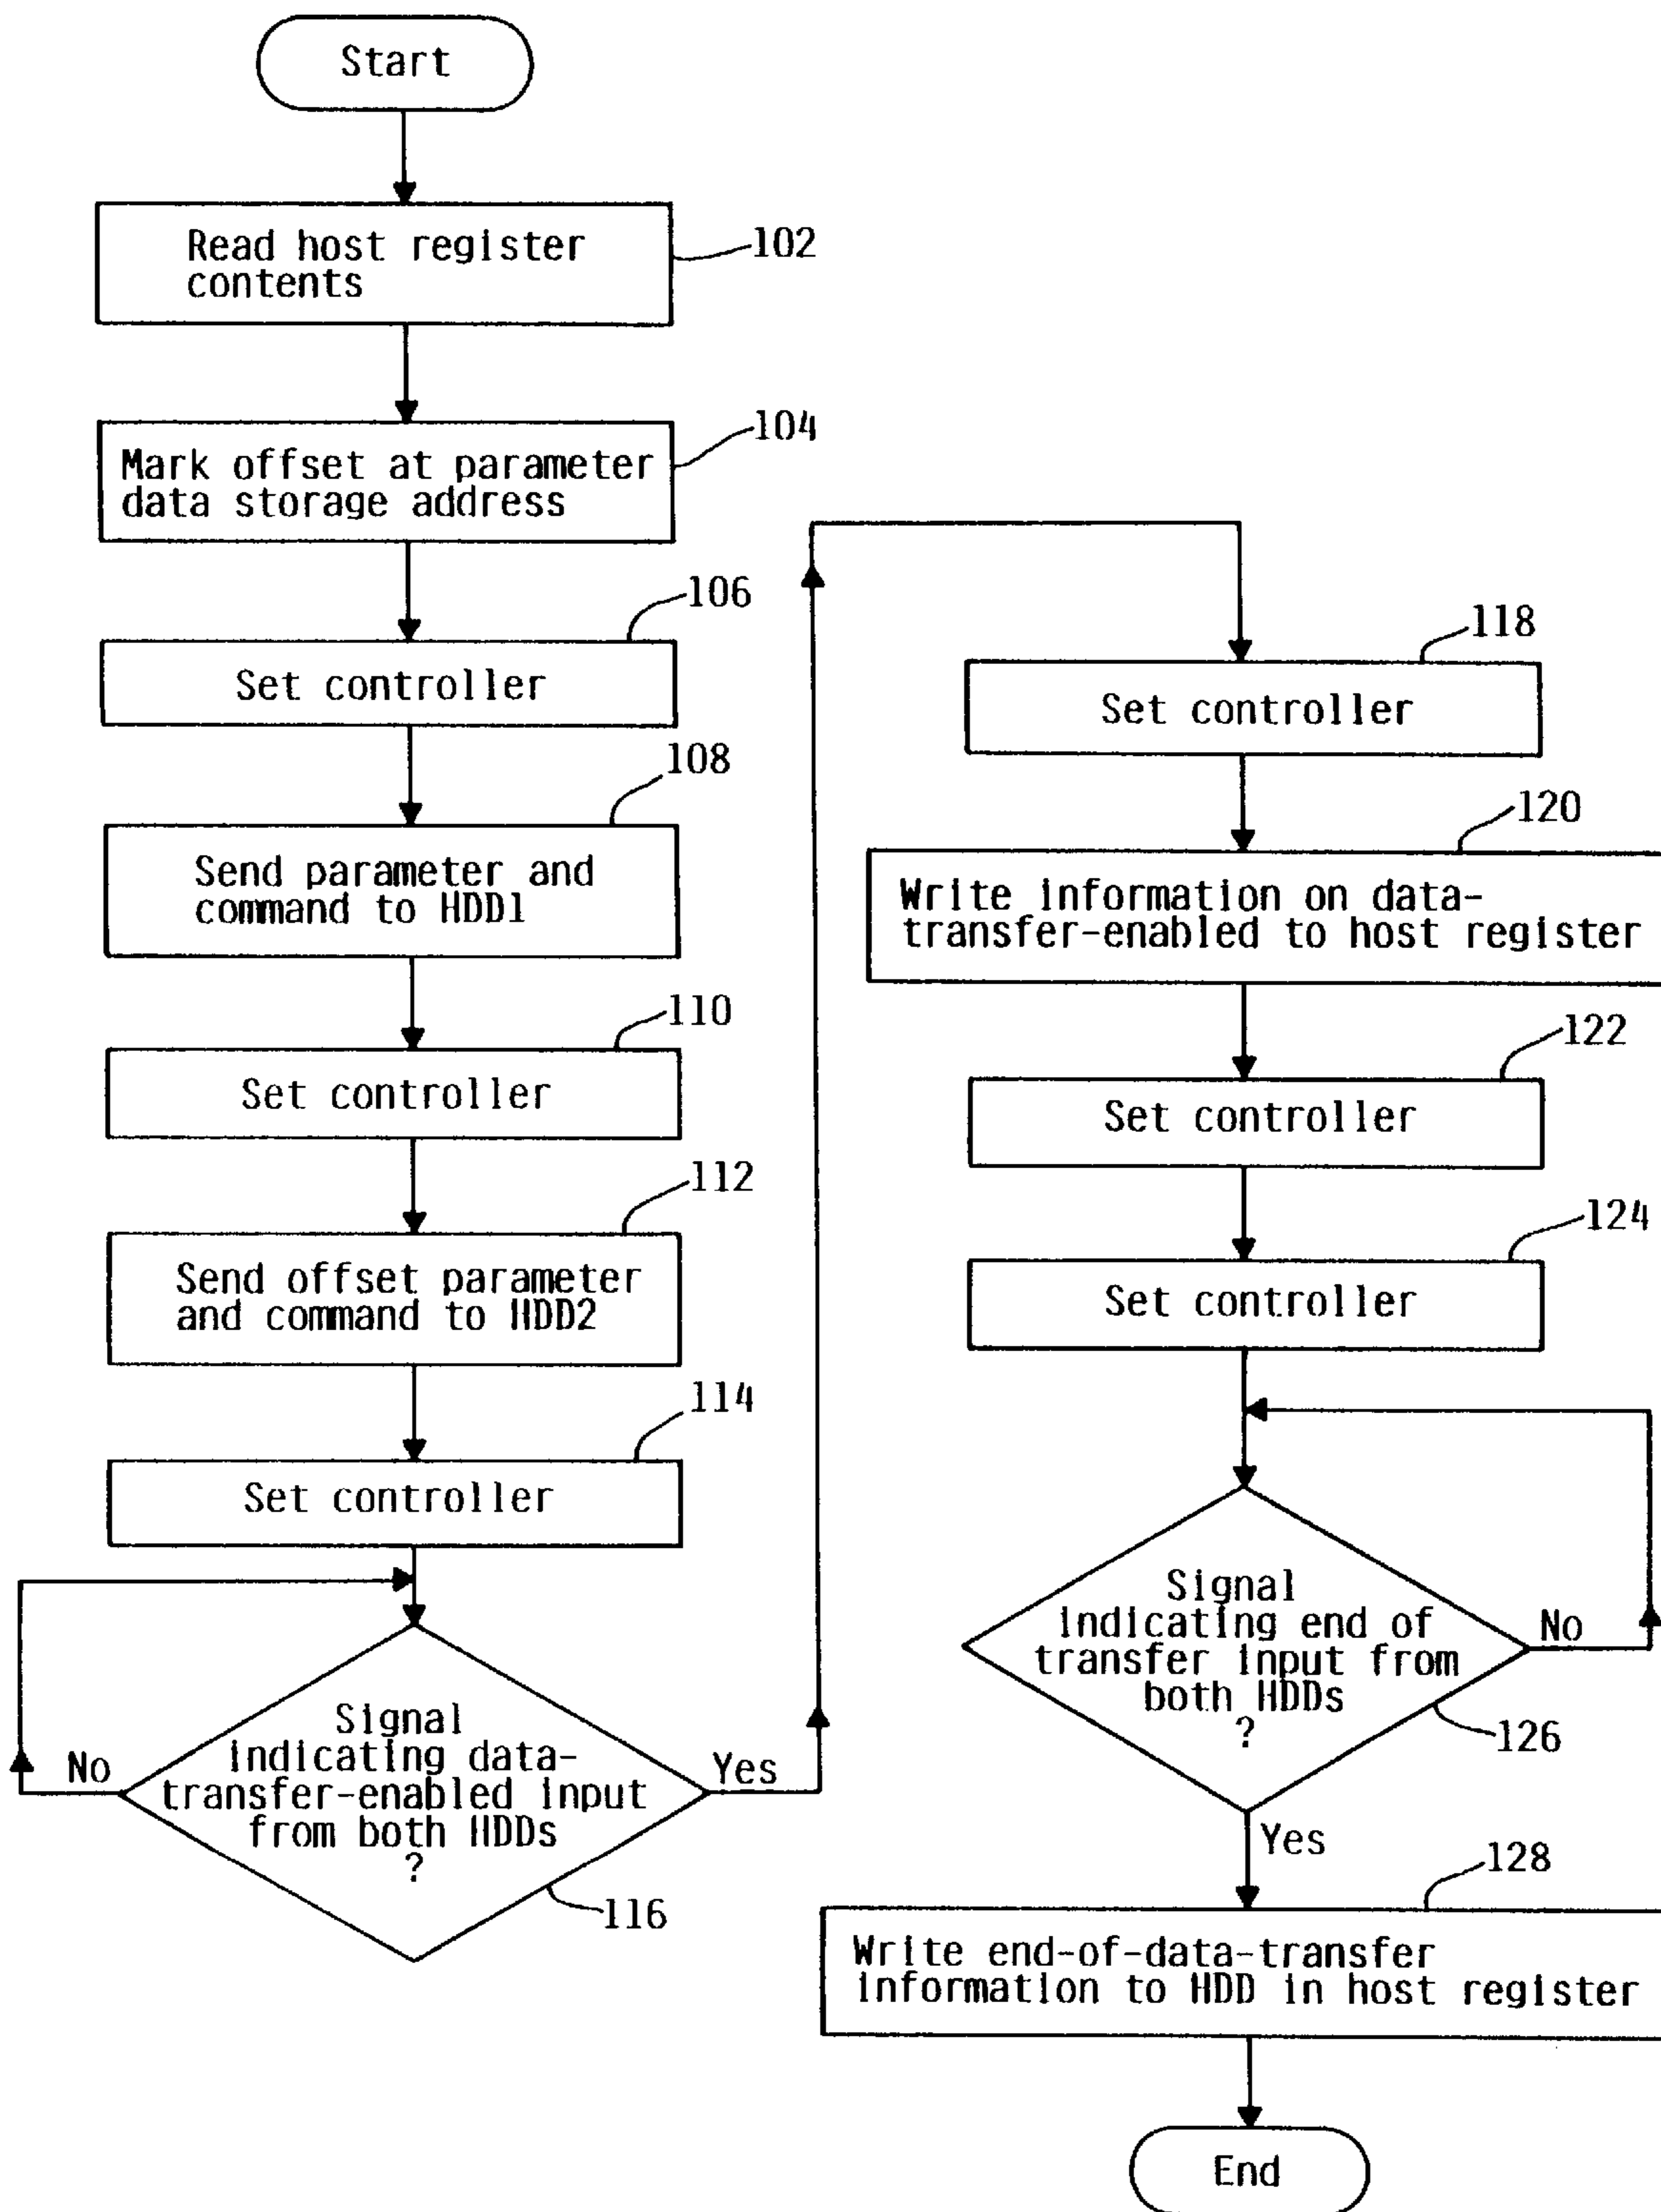 Start
Read host register
contents
102
Mark offset at parameter
data storage address
104
Set controller
106
Send parameter and
command to HDD1
108
Set controller
110
Send offset parameter
and command to HDD2
112
Set controller
114
Signal
indicating data-
transfer-enabled input
from both HDDs
?
No
Yes
116
Set controller
118
Write information on data-
transfer-enabled to host register
120
Set controller
122
Set controller
124
Signal
indicating end of
transfer input from
both HDDs
?
No
126
Yes
Write end-of-data-transfer
information to HDD in host register
128
End